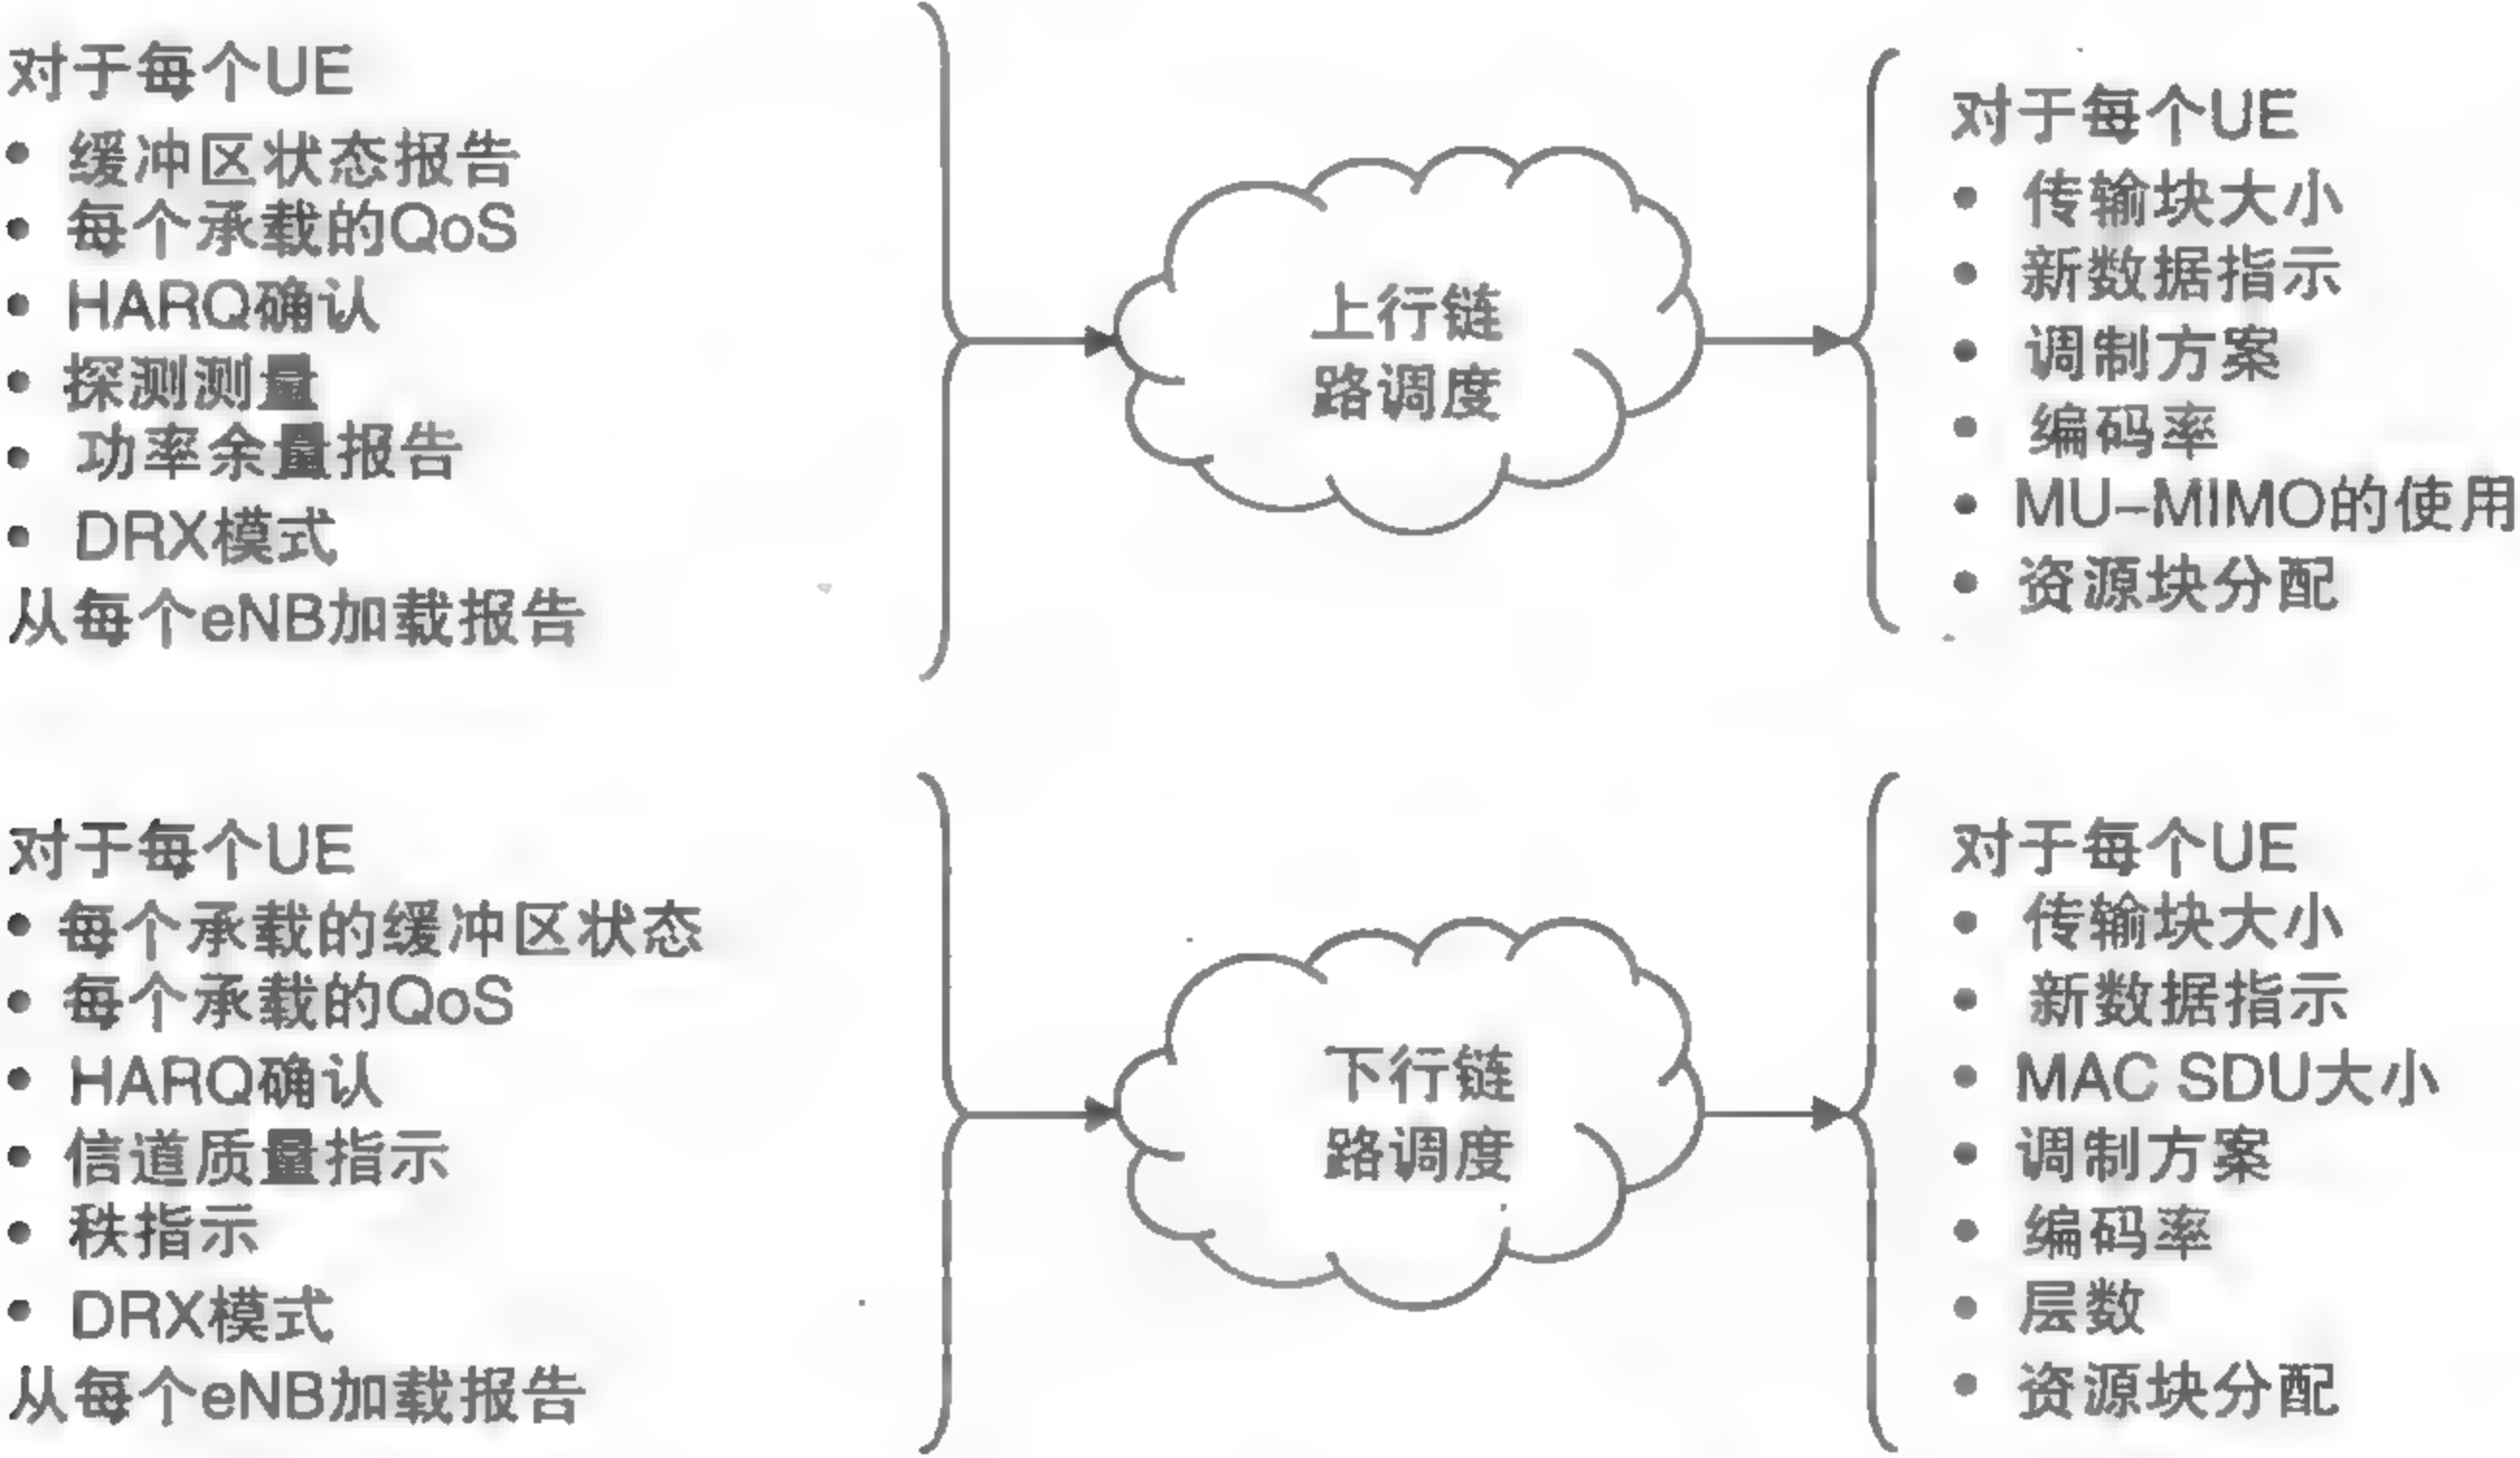 对于每个UE
• 缓冲区状态报告
• 每个承载的QoS
• HARQ确认
• 探测测量
• 功率余量报告
• DRX模式
从每个eNB加载报告
上行链
路调度
对于每个UE
• 传输块大小
• 新数据指示
• 调制方案
• 编码率
• MU–MIMO的使用
• 资源块分配
对于每个UE
• 每个承载的缓冲区状态
• 每个承载的QoS
• HARQ确认
• 信道质量指示
• 秩指示
• DRX模式
从每个eNB加载报告
下行链
路调度
对于每个UE
• 传输块大小
• 新数据指示
• MAC SDU大小
• 调制方案
• 编码率
• 层数
• 资源块分配